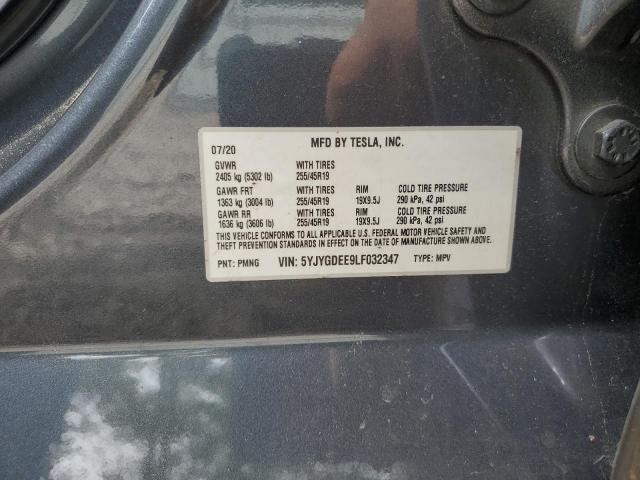 07/20 MFD BY TESLA, INC.
GVWR WITH TIRES
2405 kg (5302 lb) 255/45R19
GAWR FRT WITH TIRES RIM COLD TIRE PRESSURE
1363 kg (3004 lb) 255/45R19 19X9.5J 290 kPa, 42 psi
GAWR RR WITH TIRES RIM COLD TIRE PRESSURE
1636 kg (3606 lb) 255/45R19 19X9.5J 290 kPa, 42 psi
THIS VEHICLE CONFORMS TO ALL APPLICABLE U.S. FEDERAL MOTOR VEHICLE SAFETY AND
THEFT PREVENTION STANDARDS IN EFFECT ON THE DATE OF MANUFACTURE SHOWN ABOVE.
PNT: PMNG VIN: 5YJYGDEE9LF032347 TYPE: MPV